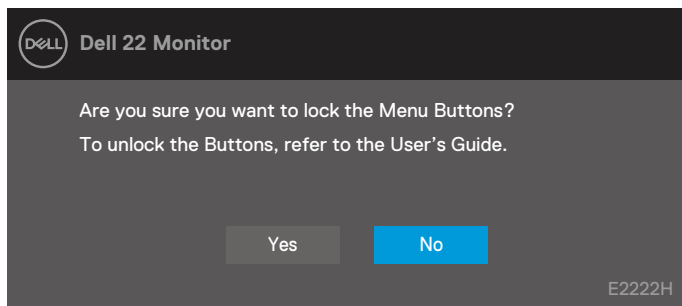 DELL
Dell 22 Monitor
Are you sure you want to lock the Menu Buttons?
To unlock the Buttons, refer to the User’s Guide.
Yes
No
E2222H